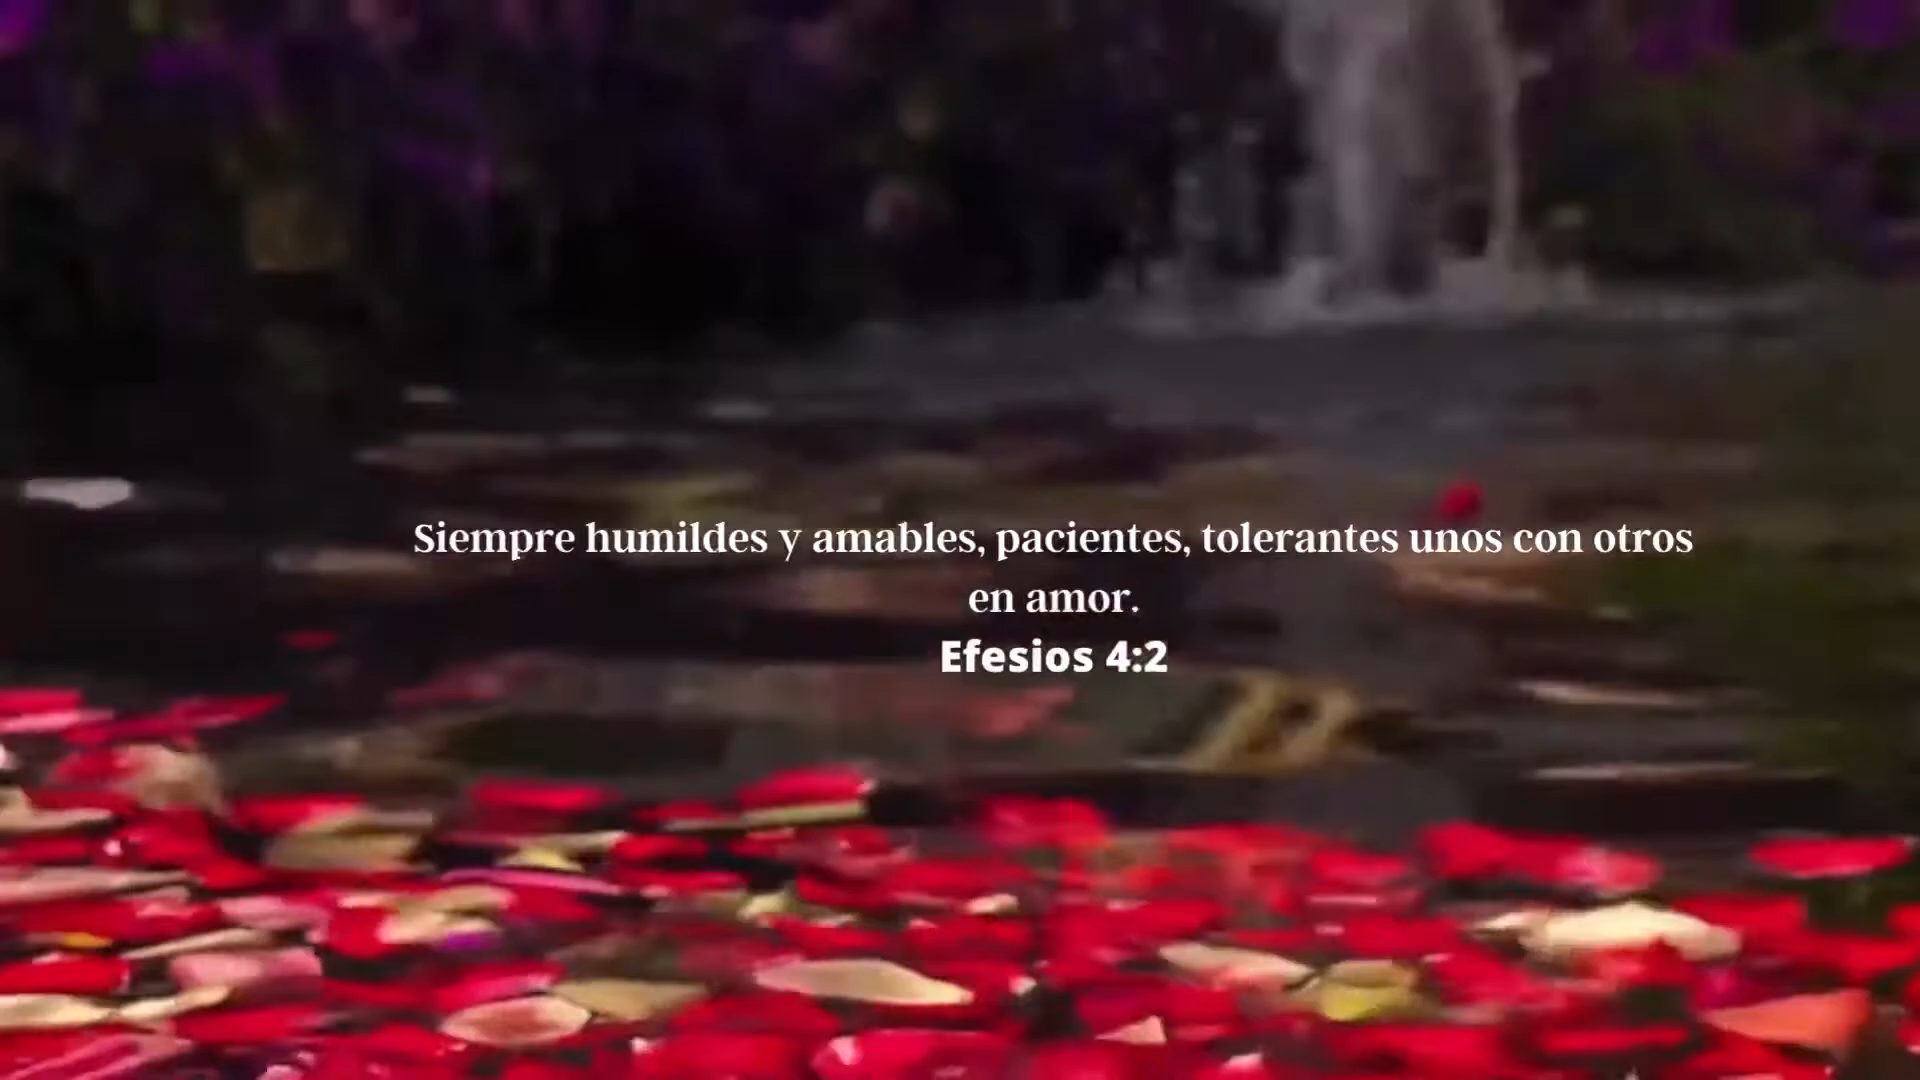 Siempre humildes y amables, pacientes, tolerantes unos con otros
en amor.
Efesios 4:2